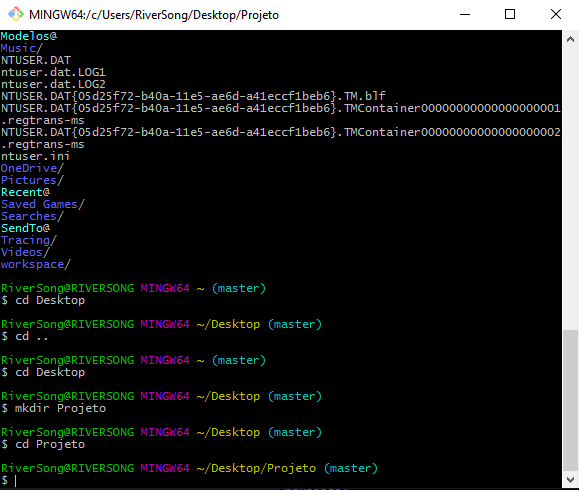 MINGW64:/c/Users/RiverSong/Desktop/Projeto
Modelos@
Music/
NTUSER.DAT
ntuser.dat.LOG1
ntuser.dat.LOG2
NTUSER.DAT{05d25f72-b40a-11e5-ae6d-a41eccf1beb6}.TM.blf
NTUSER.DAT{05d25f72-b40a-11e5-ae6d-a41eccf1beb6}.TMContainer00000000000000000001
.regtrans-ms
NTUSER.DAT{05d25f72-b40a-11e5-ae6d-a41eccf1beb6}.TMContainer00000000000000000002
.regtrans-ms
ntuser.ini
OneDrive/
Pictures/
Recent@
Saved Games/
Searches/
SendTo@
Tracing/
Videos/
workspace/
RiverSong@RIVERSONG MINGW64 ~ (master)
$ cd Desktop
RiverSong@RIVERSONG MINGW64 ~/Desktop (master)
$ cd ..
RiverSong@RIVERSONG MINGW64 ~ (master)
$ cd Desktop
RiverSong@RIVERSONG MINGW64 ~/Desktop (master)
$ mkdir Projeto
RiverSong@RIVERSONG MINGW64 ~/Desktop (master)
$ cd Projeto
RiverSong@RIVERSONG MINGW64 ~/Desktop/Projeto (master)
$